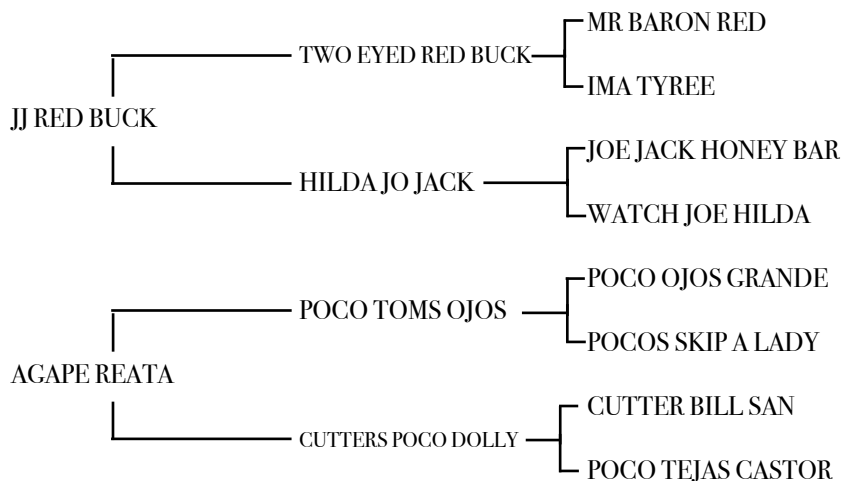 MR BARON RED
TWO EYED RED BUCK
IMA TYREE
JJ RED BUCK
JOE JACK HONEY BAR
HILDA JO JACK
WATCH JOE HILDA
POCO OJOS GRANDE
POCO TOMS OJOS
POCOS SKIP A LADY
AGAPE REATA
CUTTER BILL SAN
CUTTERS POCO DOLLY
POCO TEJAS CASTOR